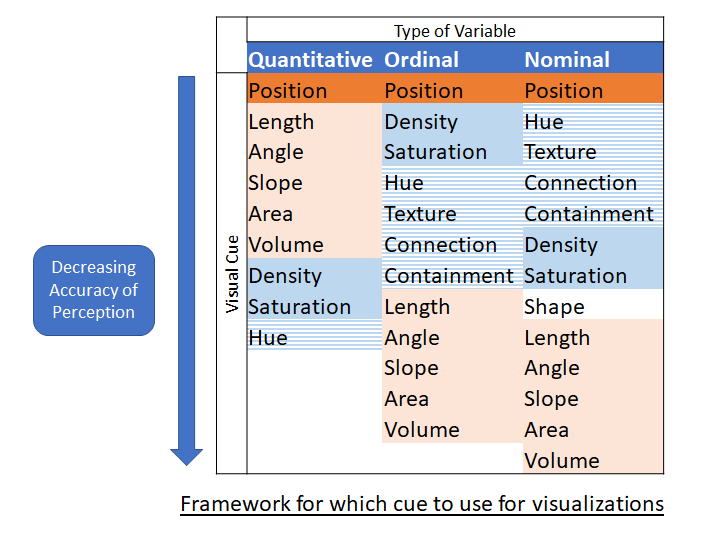 Type of Variable
Quantitative Ordinal Nominal
Position Position Position
Length Density Hue
Angle Saturation Texture
Slope Hue Connection
Area Texture Containment
Volume Connection Density
Density Containment Saturation
Saturation Length Shape
Hue Angle Length
Slope Angle
Area Slope
Volume Area
Volume
Visual Cue
Decreasing
Accuracy of
Perception
Framework for which cue to use for visualizations